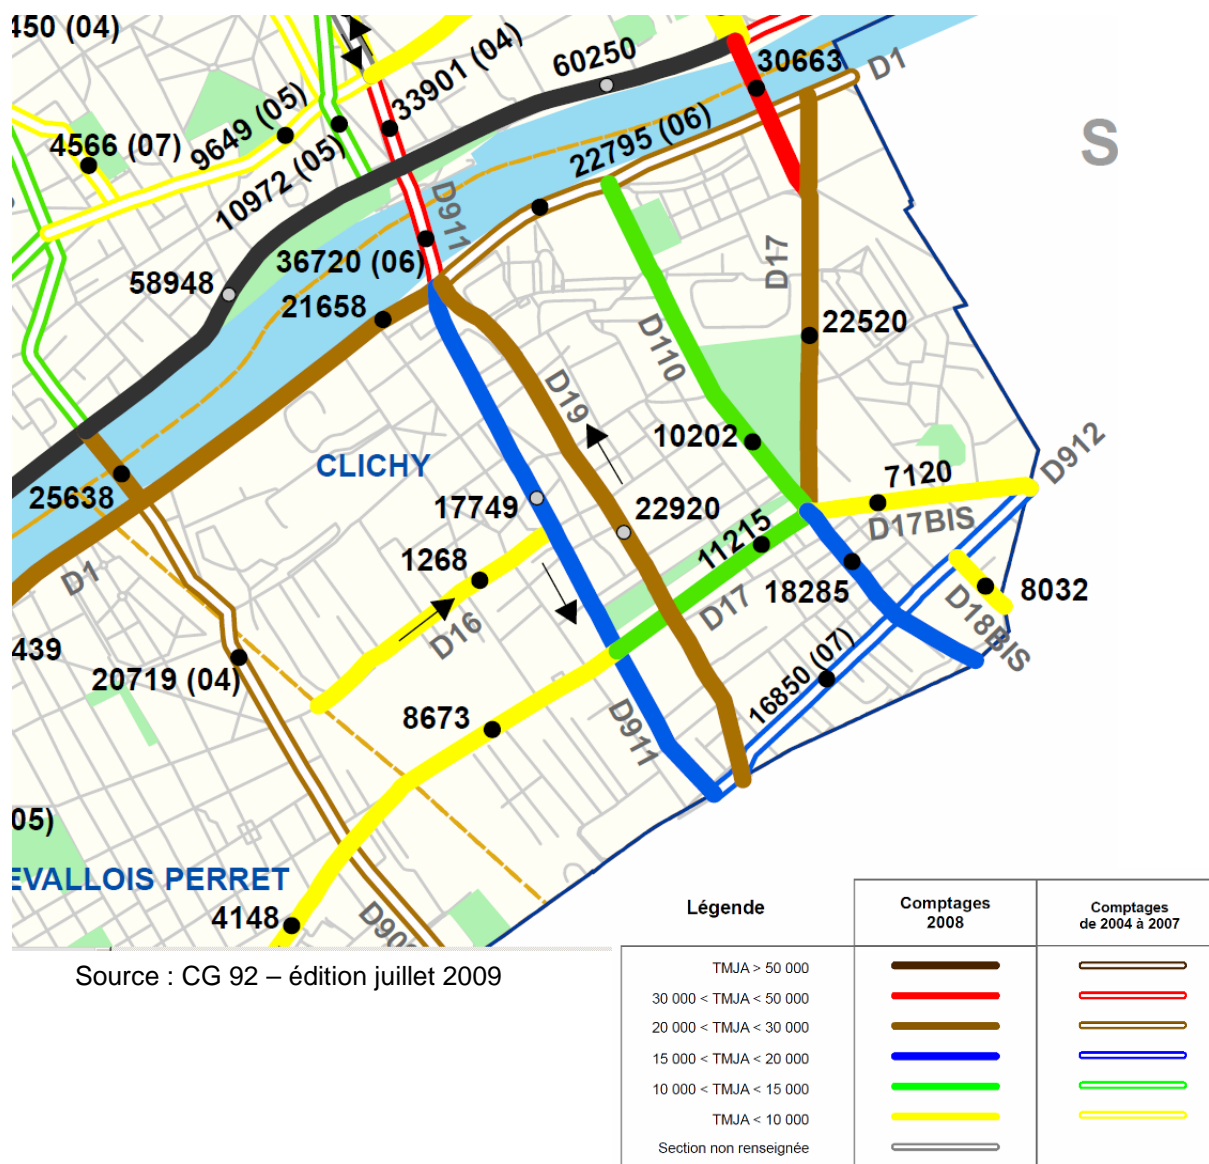 450 (04)
33901 (04)
60250
30663
D1
S
4566 (07)
9649 (05)
10972 (05)
22795 (06)
D911
36720 (06)
D17
58948
21658
22520
D110
D19
10202
CLICHY
25638
17749
22920
7120
D912
D17BIS
11215
1268
D1
D16
D17
18285
8032
D18BIS
439
20719 (04)
16850 (07)
8673
D911
05)
EVALLOIS PERRET
4148
D909
Source : CG 92 – édition juillet 2009
Légende
Comptages
2008
Comptages
de 2004 à 2007
TMJA > 50 000
30 000 < TMJA < 50 000
20 000 < TMJA < 30 000
15 000 < TMJA < 20 000
10 000 < TMJA < 15 000
TMJA < 10 000
Section non renseignée